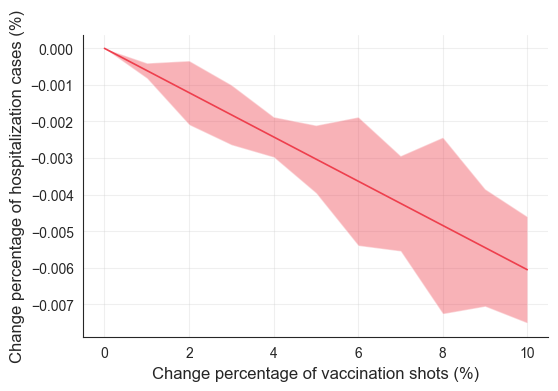 Change percentage of hospitalization cases (%)
0.000
−0.001
−0.002
−0.003
−0.004
−0.005
−0.006
−0.007
0 2 4 6 8 10
Change percentage of vaccination shots (%)